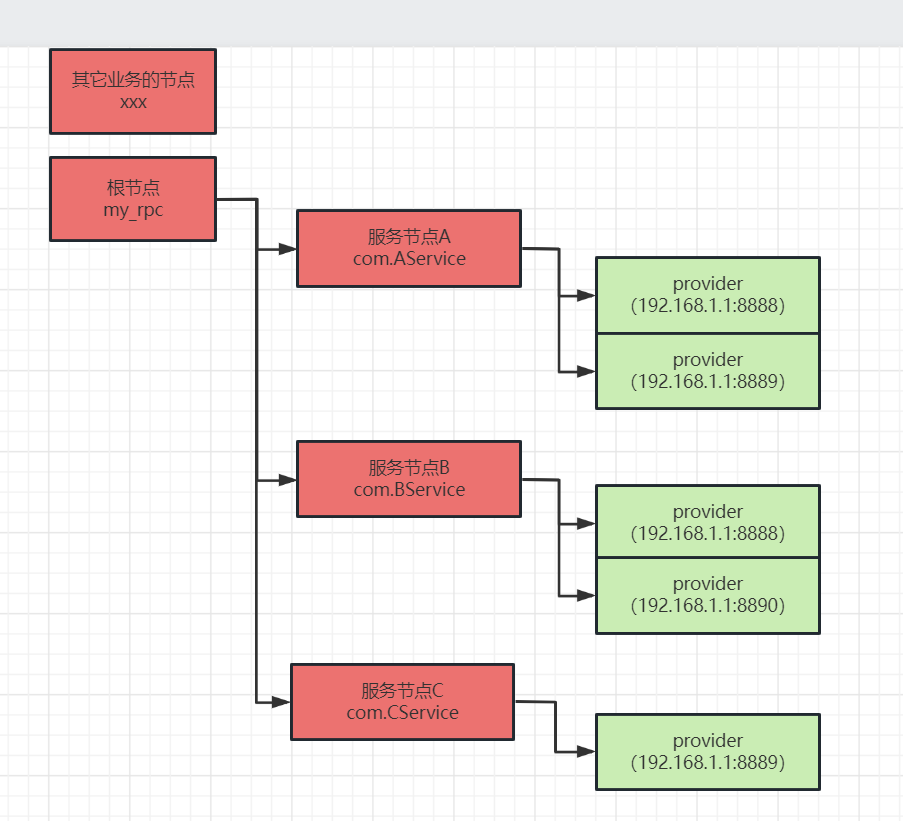 其它业务的节点
xxx
根节点
my_rpc
服务节点A
com.AService
provider
(192.168.1.1:8888)
provider
(192.168.1.1:8889)
服务节点B
com.BService
provider
(192.168.1.1:8888)
provider
(192.168.1.1:8890)
服务节点C
com.CService
provider
(192.168.1.1:8889)